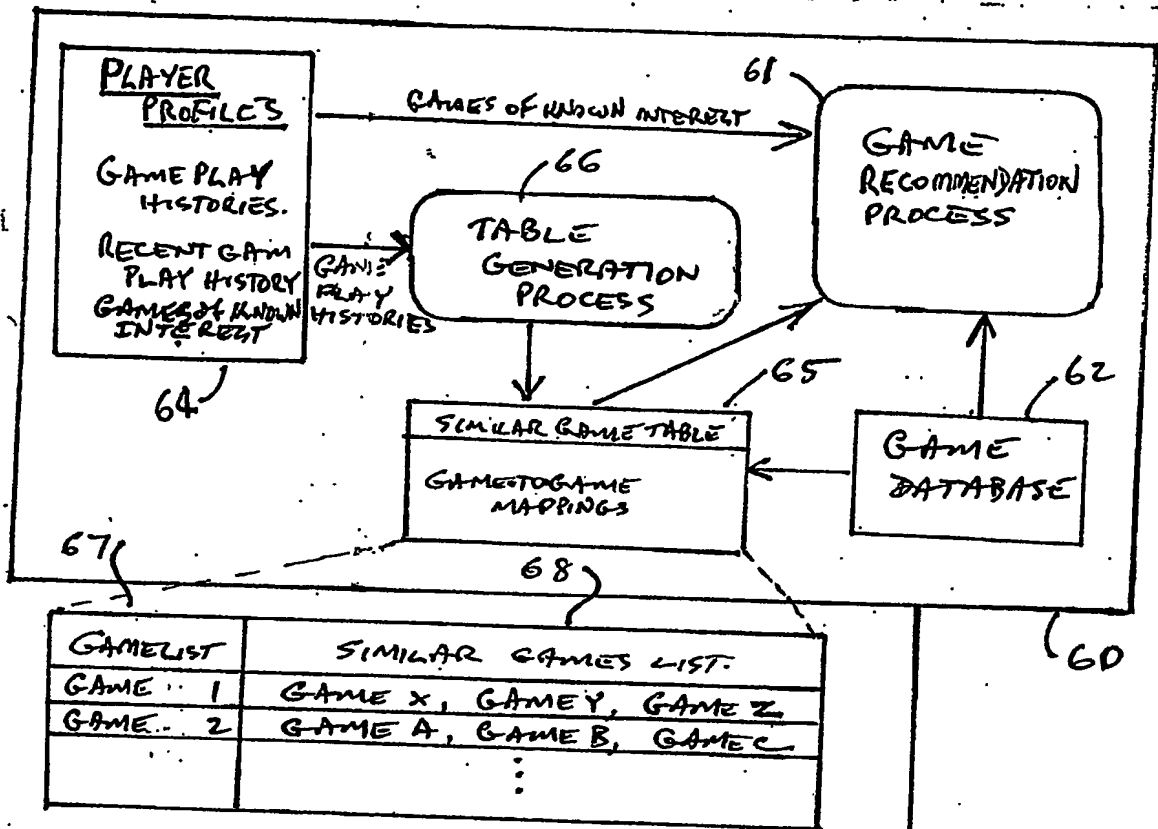 PLAYER
PROFILES
GAME PLAY
HISTORIES.
RECENT GAM
PLAY HISTORY
GAMES of KNOWN
INTEREST
64
GAMES OF KNOWN INTEREST
GAME
PLAY
HISTORIES
66
TABLE
GENERATION
PROCESS
61
GAME
RECOMMENDATION
PROCESS
65
SIMILAR GAME TABLE
GAME TO GAME
MAPPINGS
62
GAME
DATABASE
60
67
68
GAME LIST SIMILAR GAMES LIST.
GAME 1 GAME X, GAME Y, GAME Z
GAME 2 GAME A, GAME B, GAME C